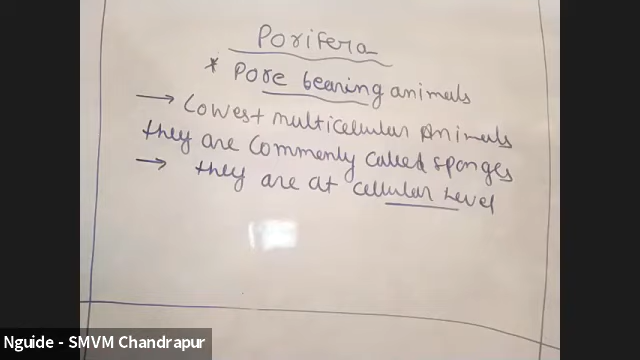 Porifera
* Pore bearing animals
→ Lowest multicellular Animals
they are Commonly Called Sponges
→ they are at cellular Level
Nguide - SMVM Chandrapur